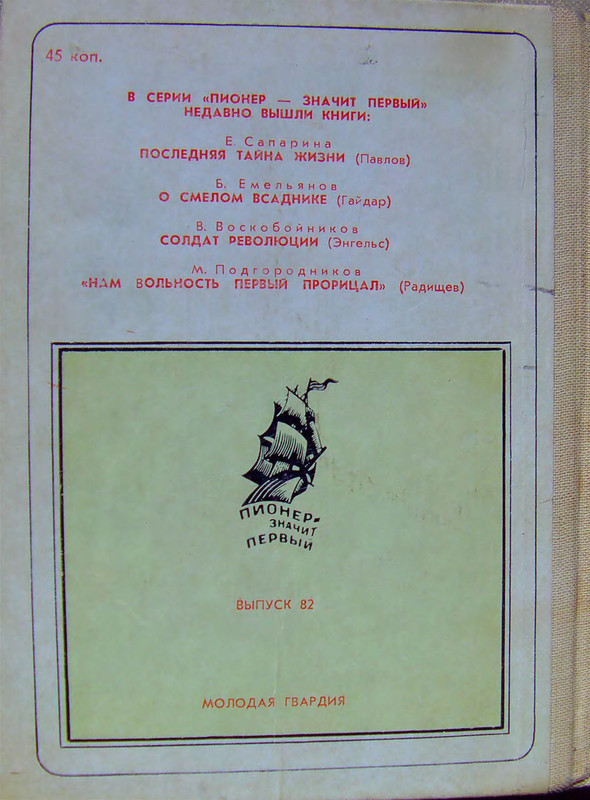 45 коп.
В СЕРИИ «ПИОНЕР — ЗНАЧИТ ПЕРВЫЙ»
НЕДАВНО ВЫШЛИ КНИГИ:
Е. Сапарина
ПОСЛЕДНЯЯ ТАЙНА ЖИЗНИ (Павлов)
Б. Емельянов
О СМЕЛОМ ВСАДНИКЕ (Гайдар)
В. Воскобойников
СОЛДАТ РЕВОЛЮЦИИ (Энгельс)
М. Подгородников
«НАМ ВОЛЬНОСТЬ ПЕРВЫЙ ПРОРИЦАЛ» (Радищев)
ПИОНЕР-
ЗНАЧИТ
ПЕРВЫЙ
ВЫПУСК 82
МОЛОДАЯ ГВАРДИЯ